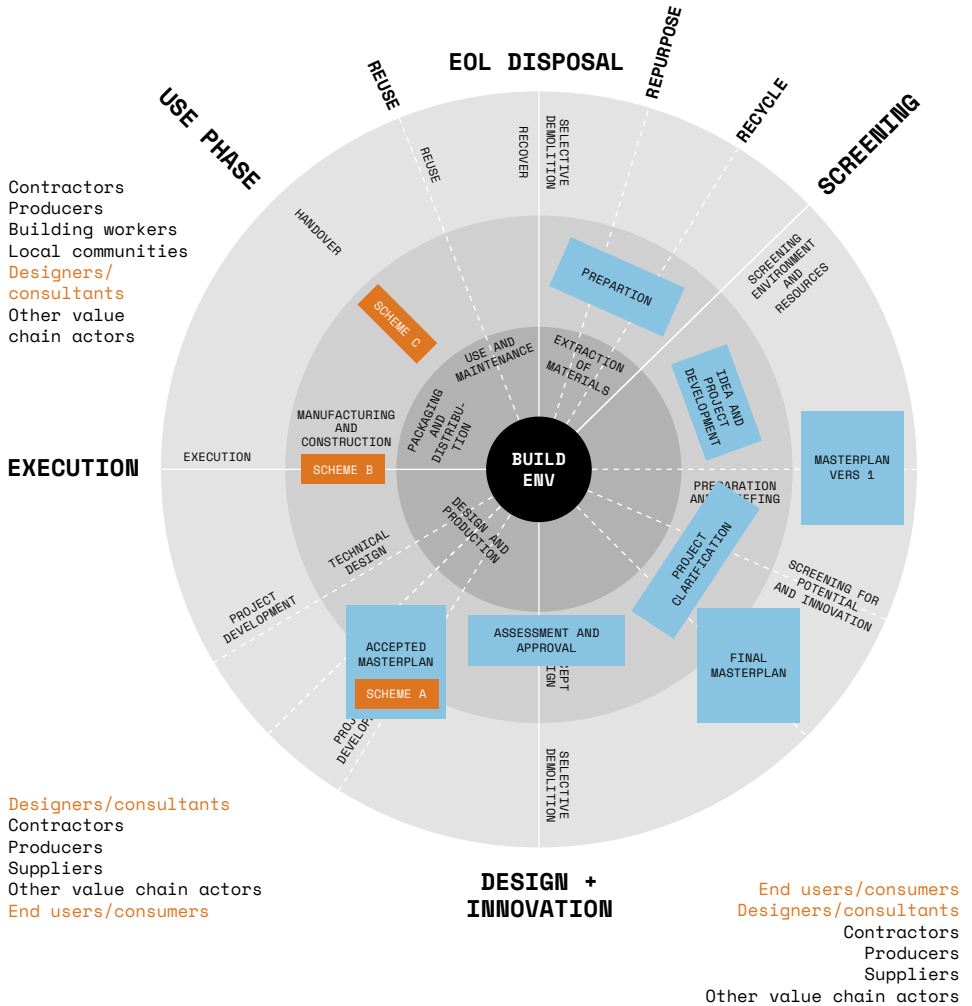 EOL DISPOSAL
REUSE
REPURPOSE
RECYCLE
USE PHASE
SCREENING
Contractors
Producers
Building workers
Local communities
Designers/
consultants
Other value
chain actors
REUSE
RECOVER
SELECTIVE
DEMOLITION
HANDOVER
SCREENING
ENVIRONMENT
AND
RESOURCES
PREPARTION
SCHEME C
USE AND
MAINTENANCE
EXTRACTION
OF
MATERIALS
IDEA AND
PROJECT
DEVELOPMENT
PACKAGING
AND
DISTRIBU-
TION
MANUFACTURING
AND
CONSTRUCTION
EXECUTION
EXECUTION
SCHEME B
BUILD
ENV
MASTERPLAN
VERS 1
AND
PROJECT
CLARIFICATION
DESIGN AND
PRODUCTION
TECHNICAL
DESIGN
PROJECT
DEVELOPMENT
SCREENING FOR
POTENTIAL
AND INNOVATION
ACCEPTED
MASTERPLAN
SCHEME A
ASSESSMENT AND
APPROVAL
FINAL
MASTERPLAN
SELECTIVE
DEMOLITION
Designers/consultants
Contractors
Producers
Suppliers
Other value chain actors
End users/consumers
DESIGN +
INNOVATION
End users/consumers
Designers/consultants
Contractors
Producers
Suppliers
Other value chain actors